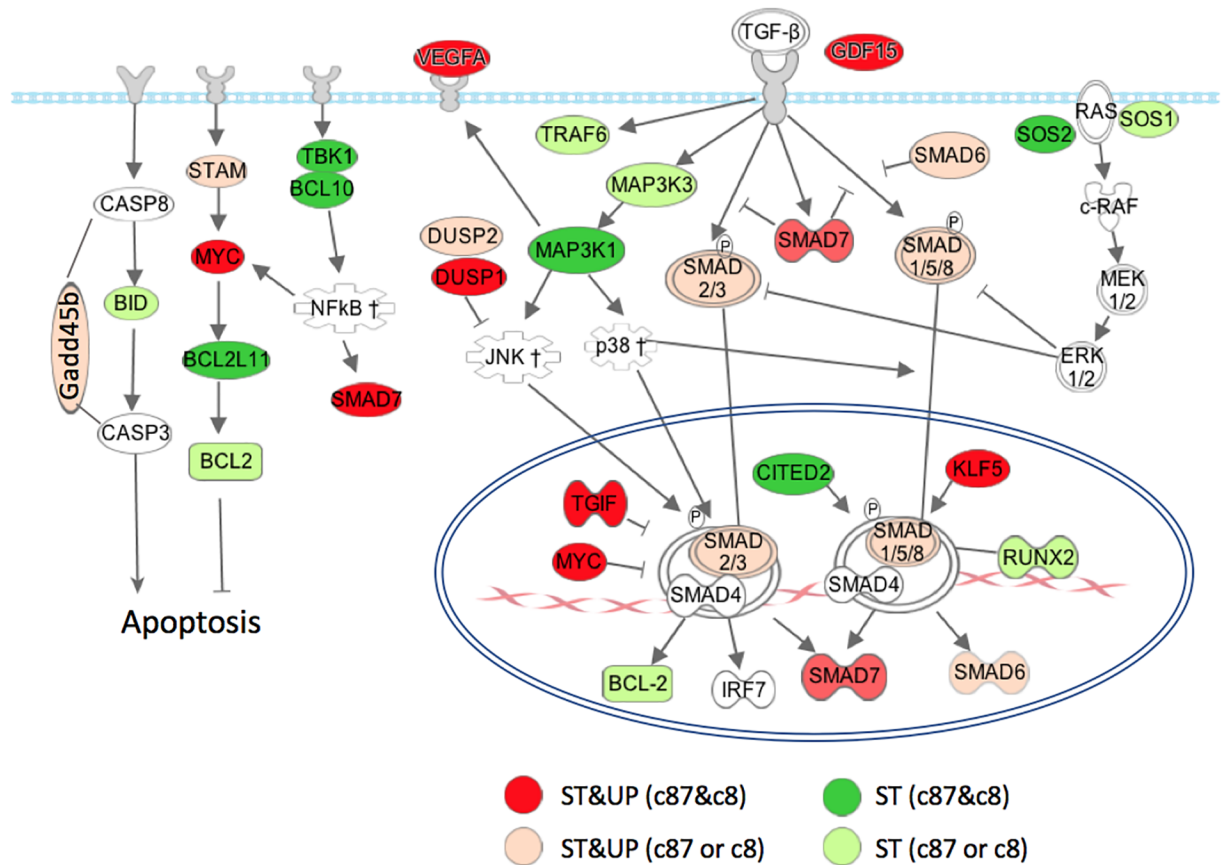 TGF-β
GDF15
VEGFA
RAS
SOS1
SOS2
TRAF6
SMAD6
TBK1
BCL10
STAM
MAP3K3
CASP8
c-RAF
DUSP2
MAP3K1
SMAD7
P
SMAD
1/5/8
P
SMAD
2/3
MYC
DUSP1
MEK
1/2
BID
NFkB †
Gadd45b
JNK †
p38 †
ERK
1/2
BCL2L11
SMAD7
CASP3
BCL2
CITED2
KLF5
TGIF
P
P
SMAD
2/3
SMAD
1/5/8
RUNX2
MYC
SMAD4
SMAD4
Apoptosis
BCL-2
IRF7
SMAD7
SMAD6
ST&UP (c87&c8)
ST (c87&c8)
ST&UP (c87 or c8)
ST (c87 or c8)